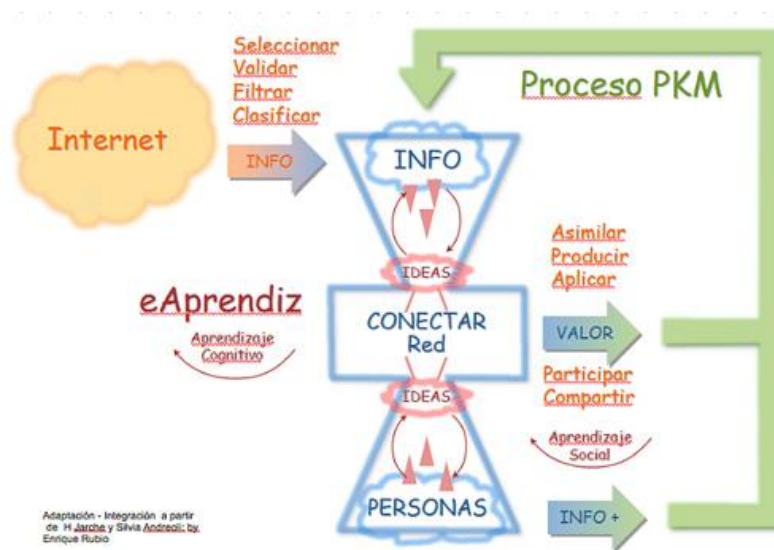 Seleccionar
Validar
Filtrar
Clasificar
Proceso PKM
Internet
INFO
INFO
IDEAS
Asimilar
Producir
Aplicar
eAprendiz
Aprendizaje
Cognitivo
CONECTAR
Red
VALOR
IDEAS
Participar
Compartir
Aprendizaje
Social
PERSONAS
INFO +
Adaptación - Integración a partir
de H Jarche y Silvia Andreoli: by
Enrique Rubio